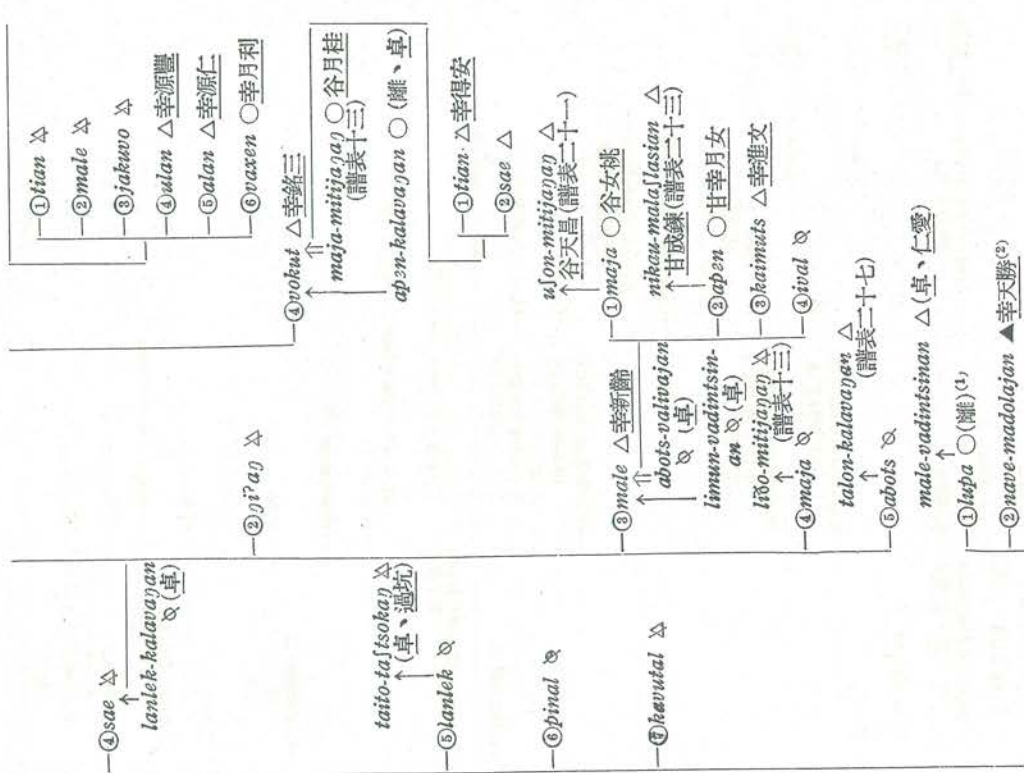 ①tian
②male
③jakuvo
④ulan △幸源豐
⑤alan △幸源仁
⑥vaxen ○幸月利
④vokut △幸銘三
maja-mitijaŋaŋ ○谷月桂
(譜表十三)
apɜn-kalavaŋan ○ (離、卓)
①tian △幸得安
②sae △
uʃon-mitijaŋaŋ △
谷天昌 (譜表二十一)
①maja ○谷女桃
nikau-malaʃlasian △
甘成鍊 (譜表二十三)
②apɜn ○甘幸月女
③kaimuts △幸進文
④ival
②ŋiʔaŋ
③male △幸新齡
abots-valivajan
(卓)
limun-vadintsin-
an (卓)
liðo-mitijaŋaŋ
(譜表十三)
④maja
talon-kalavaŋan △
(譜表二十七)
⑤abots
male-vadintsinan △(卓、仁愛)
①lupa ○(離)(1)
②nave-madolajan ▲幸天勝(2)
④sae
lanlek-kalavaŋan
(卓)
taito-taʃtsokaŋ
(卓、過坑)
⑤lanlek
⑥pinal
⑦kavutal